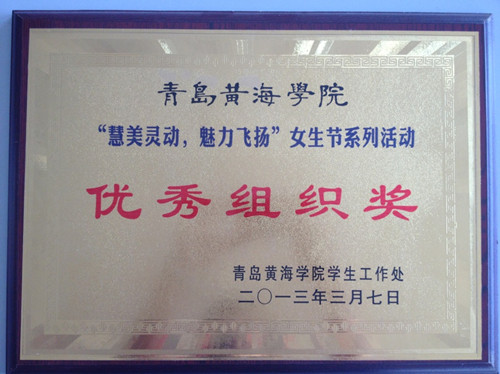 青島黄海學院
“慧美灵动，魅力飞扬”女生节系列活动
优秀组织奖
青岛黄海学院学生工作处
二〇一三年三月七日